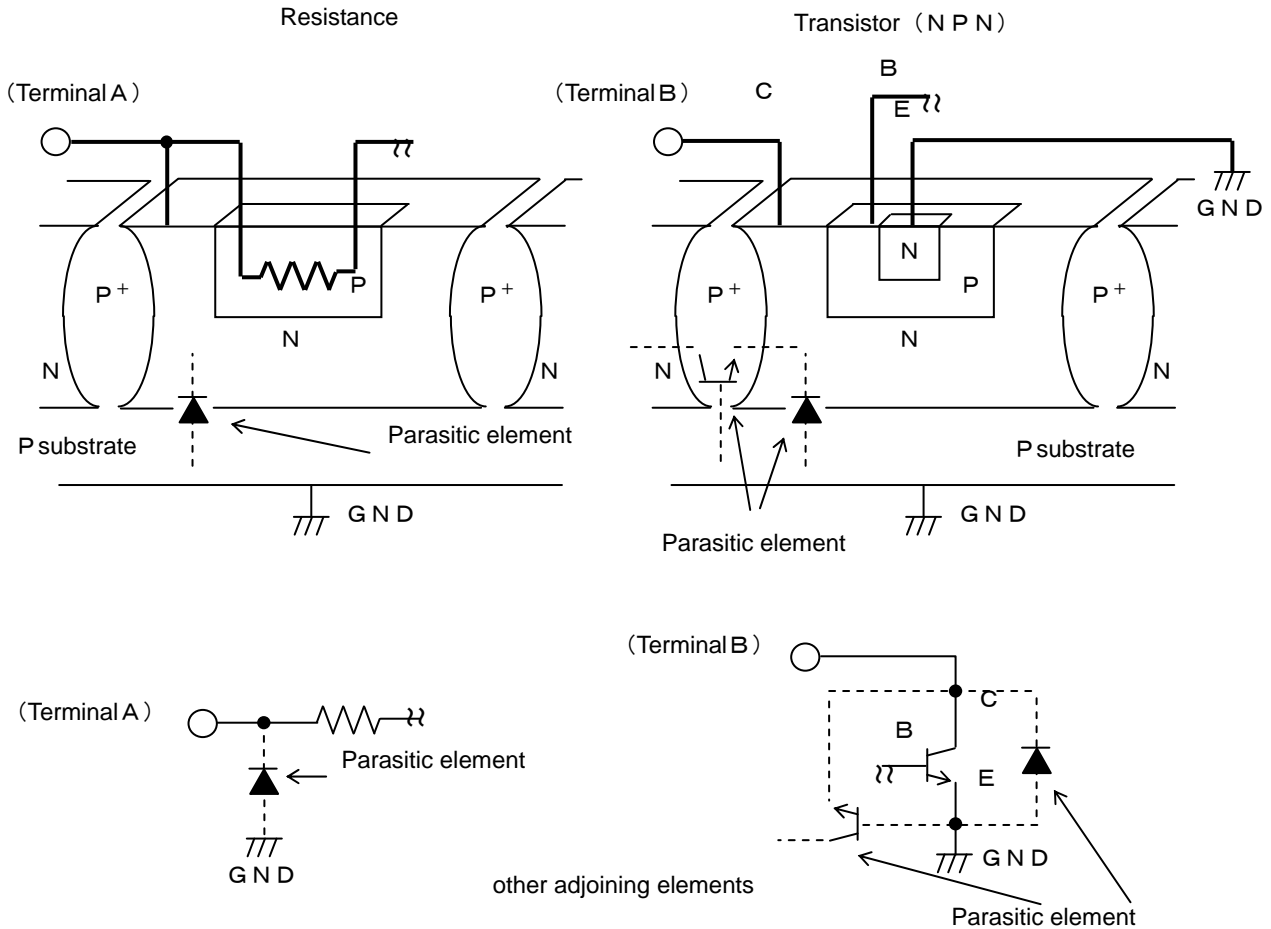 Resistance
Transistor (NPN)
(Terminal A)
(Terminal B)
C
B
E
GND
N
P
P+
P+
N
N
N
P substrate
Parasitic element
GND
N
P
P+
P+
N
N
N
P substrate
GND
Parasitic element
(Terminal A)
Parasitic element
GND
(Terminal B)
C
B
E
GND
other adjoining elements
Parasitic element